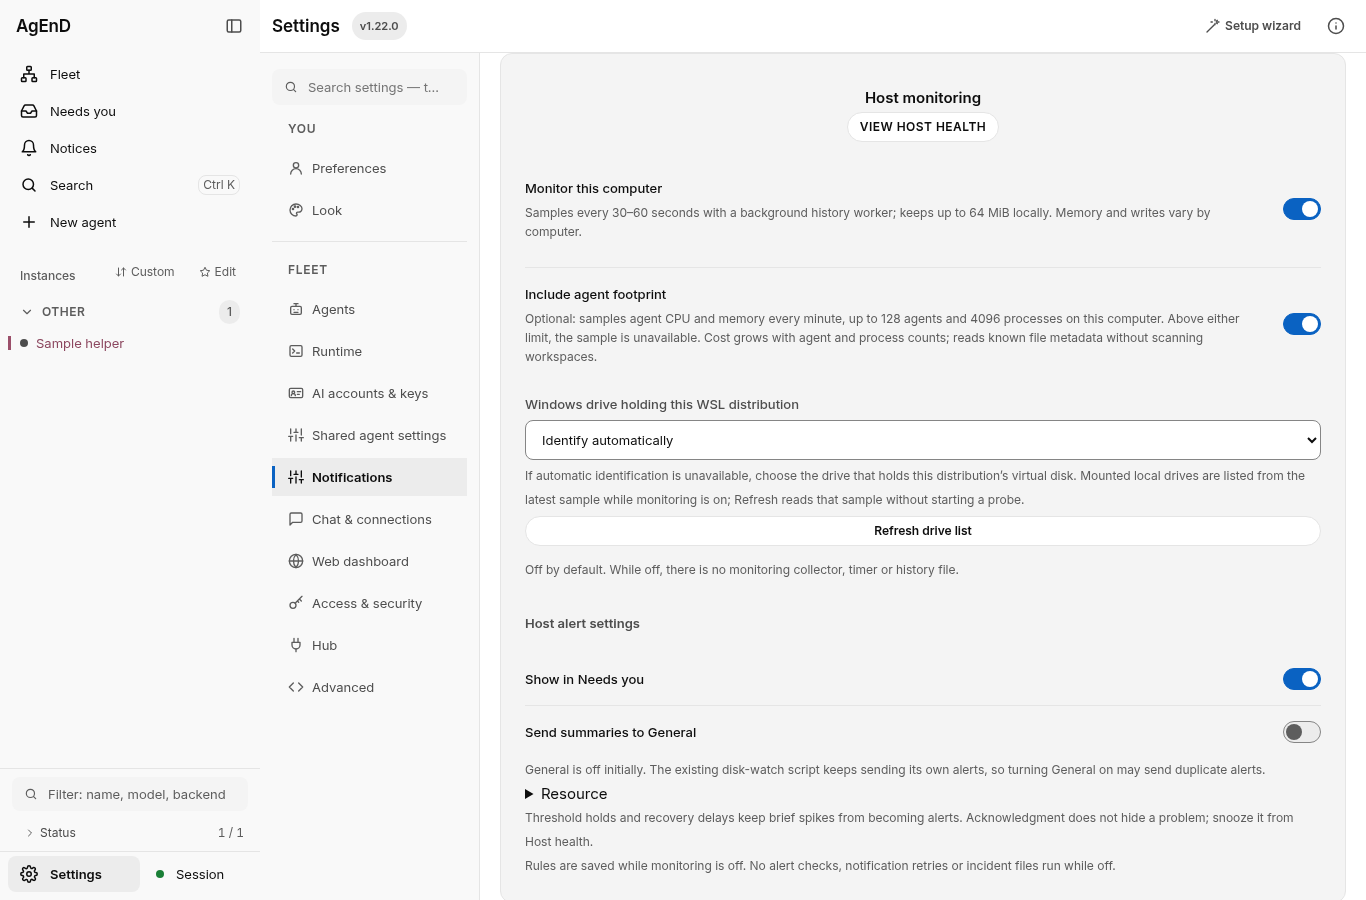 AgEnD
Settings
v1.22.0
Setup wizard
Fleet
Needs you
Notices
Search
Ctrl K
New agent
Instances
Custom
Edit
OTHER
1
Sample helper
Filter: name, model, backend
Status
1 / 1
Settings
Session
Search settings — t...
YOU
Preferences
Look
FLEET
Agents
Runtime
AI accounts & keys
Shared agent settings
Notifications
Chat & connections
Web dashboard
Access & security
Hub
Advanced
Host monitoring
VIEW HOST HEALTH
Monitor this computer
Samples every 30–60 seconds with a background history worker; keeps up to 64 MiB locally. Memory and writes vary by
computer.
Include agent footprint
Optional: samples agent CPU and memory every minute, up to 128 agents and 4096 processes on this computer. Above either
limit, the sample is unavailable. Cost grows with agent and process counts; reads known file metadata without scanning
workspaces.
Windows drive holding this WSL distribution
Identify automatically
If automatic identification is unavailable, choose the drive that holds this distribution’s virtual disk. Mounted local drives are listed from the
latest sample while monitoring is on; Refresh reads that sample without starting a probe.
Refresh drive list
Off by default. While off, there is no monitoring collector, timer or history file.
Host alert settings
Show in Needs you
Send summaries to General
General is off initially. The existing disk-watch script keeps sending its own alerts, so turning General on may send duplicate alerts.
Resource
Threshold holds and recovery delays keep brief spikes from becoming alerts. Acknowledgment does not hide a problem; snooze it from
Host health.
Rules are saved while monitoring is off. No alert checks, notification retries or incident files run while off.